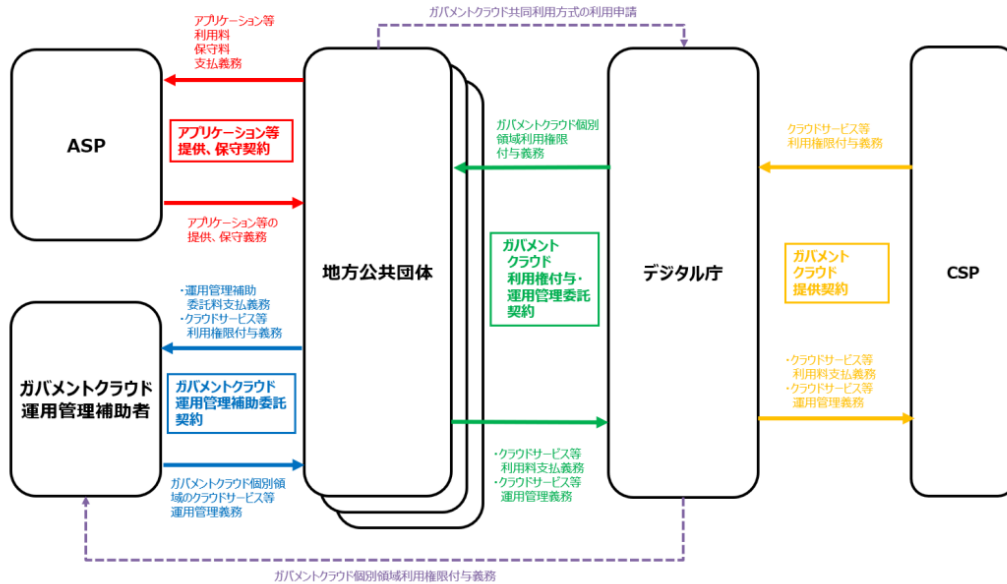 ガバメントクラウド共同利用方式の利用申請
アプリケーション等
利用料
保守料
支払義務
ASP
アプリケーション等
提供、保守契約
アプリケーション等の
提供、保守義務
地方公共団体
ガバメントクラウド個別
領域利用権限
付与義務
ガバメント
クラウド
利用権付与・
運用管理委託
契約
・クラウドサービス等
利用料支払義務
・クラウドサービス等
運用管理義務
デジタル庁
クラウドサービス等
利用権限付与義務
ガバメント
クラウド
提供契約
・クラウドサービス等
利用料支払義務
・クラウドサービス等
運用管理義務
CSP
・運用管理補助
委託料支払義務
・クラウドサービス等
利用権限付与義務
ガバメントクラウド
運用管理補助者
ガバメントクラウド
運用管理補助委託
契約
ガバメントクラウド個別領
域のクラウドサービス等
運用管理義務
ガバメントクラウド個別領域利用権限付与義務